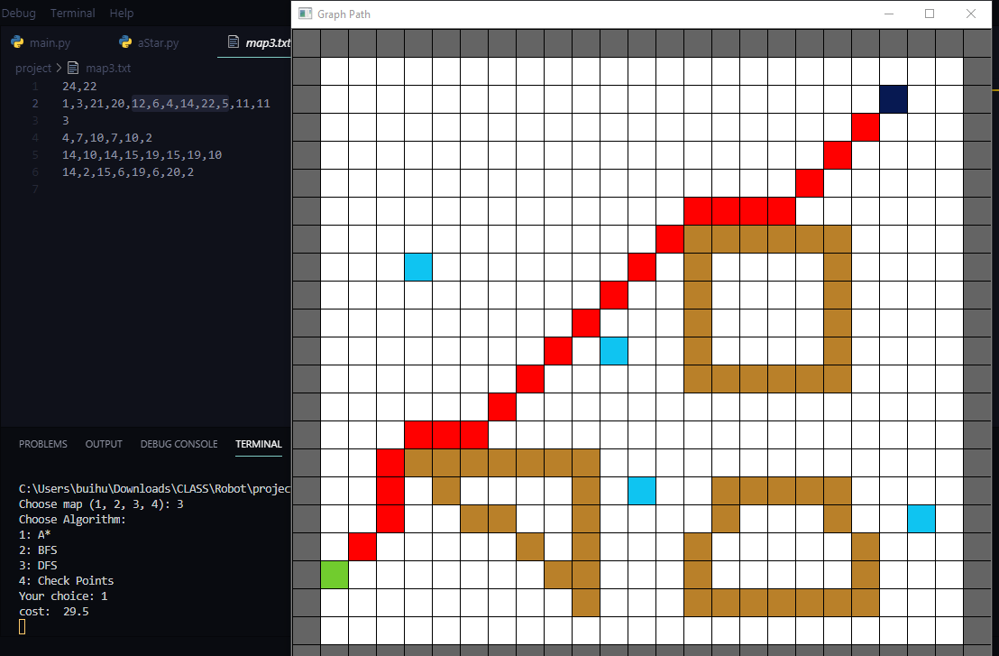 Debug Terminal Help
Graph Path
main.py aStar.py map3.txt
project > map3.txt
1 24,22
2 1,3,21,20,12,6,4,14,22,5,11,11
3 3
4 4,7,10,7,10,2
5 14,10,14,15,19,15,19,10
6 14,2,15,6,19,6,20,2
7
PROBLEMS OUTPUT DEBUG CONSOLE TERMINAL
C:\Users\buihu\Downloads\CLASS\Robot\projec
Choose map (1, 2, 3, 4): 3
Choose Algorithm:
1: A*
2: BFS
3: DFS
4: Check Points
Your choice: 1
cost:  29.5